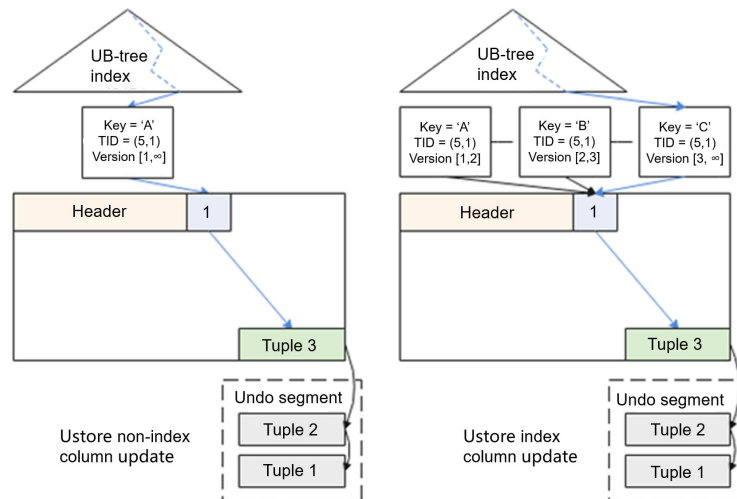 UB-tree
index
Key = ‘A’
TID = (5,1)
Version [1,∞]
Header
1
Tuple 3
Undo segment
Tuple 2
Tuple 1
Ustore non-index
column update
UB-tree
index
Key = ‘A’
TID = (5,1)
Version [1,2]
Key = ‘B’
TID = (5,1)
Version [2,3]
Key = ‘C’
TID = (5,1)
Version [3, ∞]
Header
1
Tuple 3
Undo segment
Tuple 2
Tuple 1
Ustore index
column update